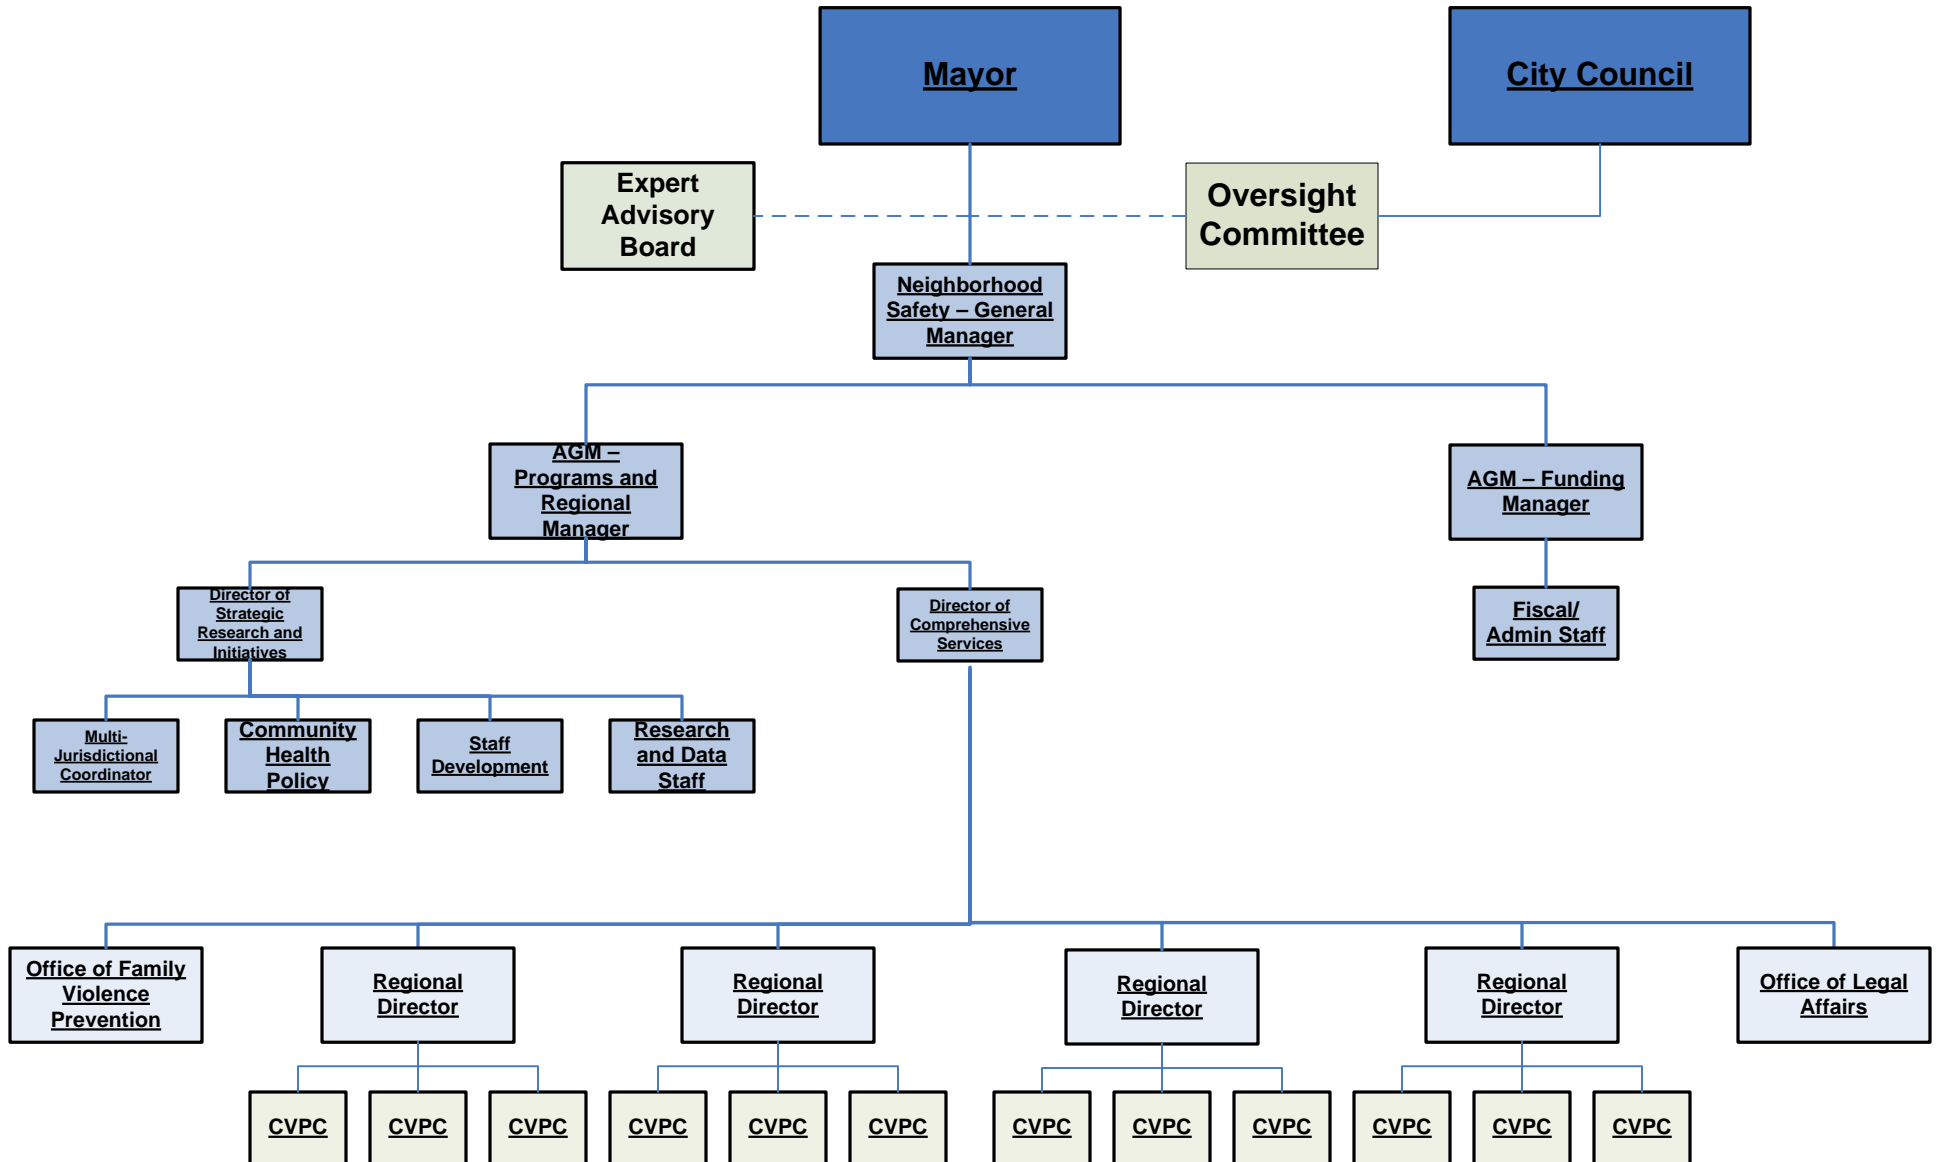 Mayor
City Council
Expert
Advisory
Board
Oversight
Committee
Neighborhood
Safety – General
Manager
AGM –
Programs and
Regional
Manager
AGM – Funding
Manager
Director of
Strategic
Research and
Initiatives
Director of
Comprehensive
Services
Fiscal/
Admin Staff
Multi-
Jurisdictional
Coordinator
Community
Health
Policy
Staff
Development
Research
and Data
Staff
Office of Family
Violence
Prevention
Regional
Director
Regional
Director
Regional
Director
Regional
Director
Office of Legal
Affairs
CVPC
CVPC
CVPC
CVPC
CVPC
CVPC
CVPC
CVPC
CVPC
CVPC
CVPC
CVPC